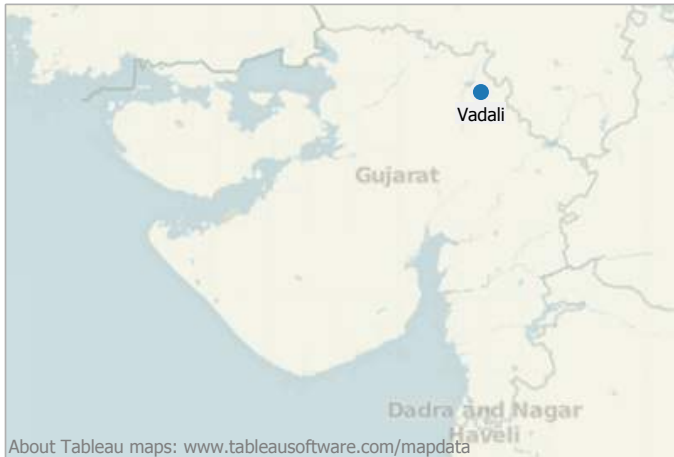 Vadali
Gujarat
Dadra and Nagar
Haveli
About Tableau maps: www.tableausoftware.com/mapdata